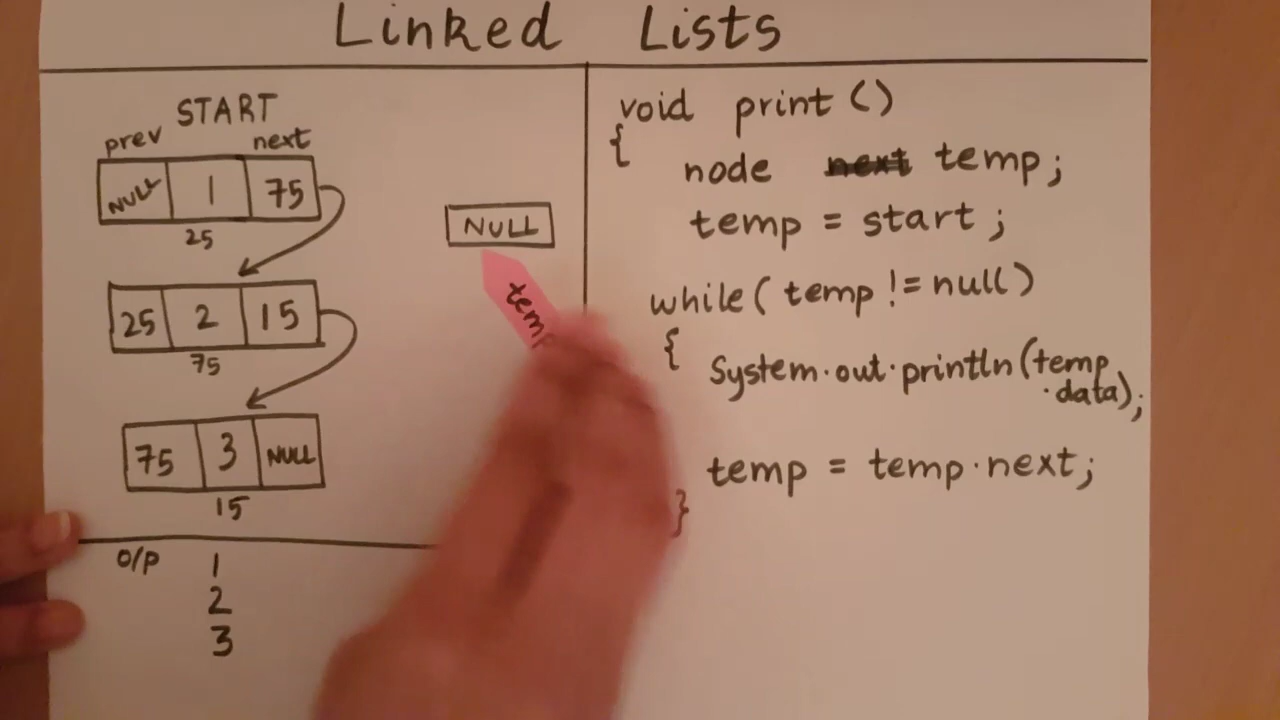 Linked Lists
START
prev next
NULL 1 75
25
25 2 15
75
75 3 NULL
15
NULL
temp
O/P 1
2
3
void print ()
{
node next temp;
temp = start ;
while( temp != null)
{ System.out.println(temp
.data);
temp = temp.next;
}